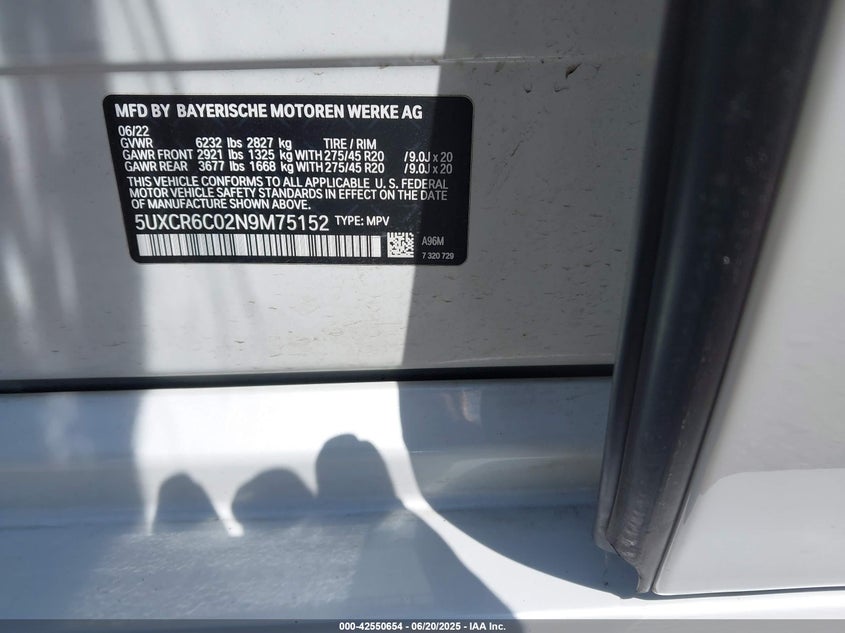 MFD BY BAYERISCHE MOTOREN WERKE AG
06/22
GVWR 6232 lbs 2827 kg TIRE / RIM
GAWR FRONT 2921 lbs 1325 kg WITH 275/45 R20 /9.0J x 20
GAWR REAR 3677 lbs 1668 kg WITH 275/45 R20 /9.0J x 20
THIS VEHICLE CONFORMS TO ALL APPLICABLE U.S. FEDERAL
MOTOR VEHICLE SAFETY STANDARDS IN EFFECT ON THE DATE
OF MANUFACTURE SHOWN ABOVE.
5UXCR6C02N9M75152 TYPE: MPV
A96M
7 320 729
000-42550654 - 06/20/2025 - IAA Inc.